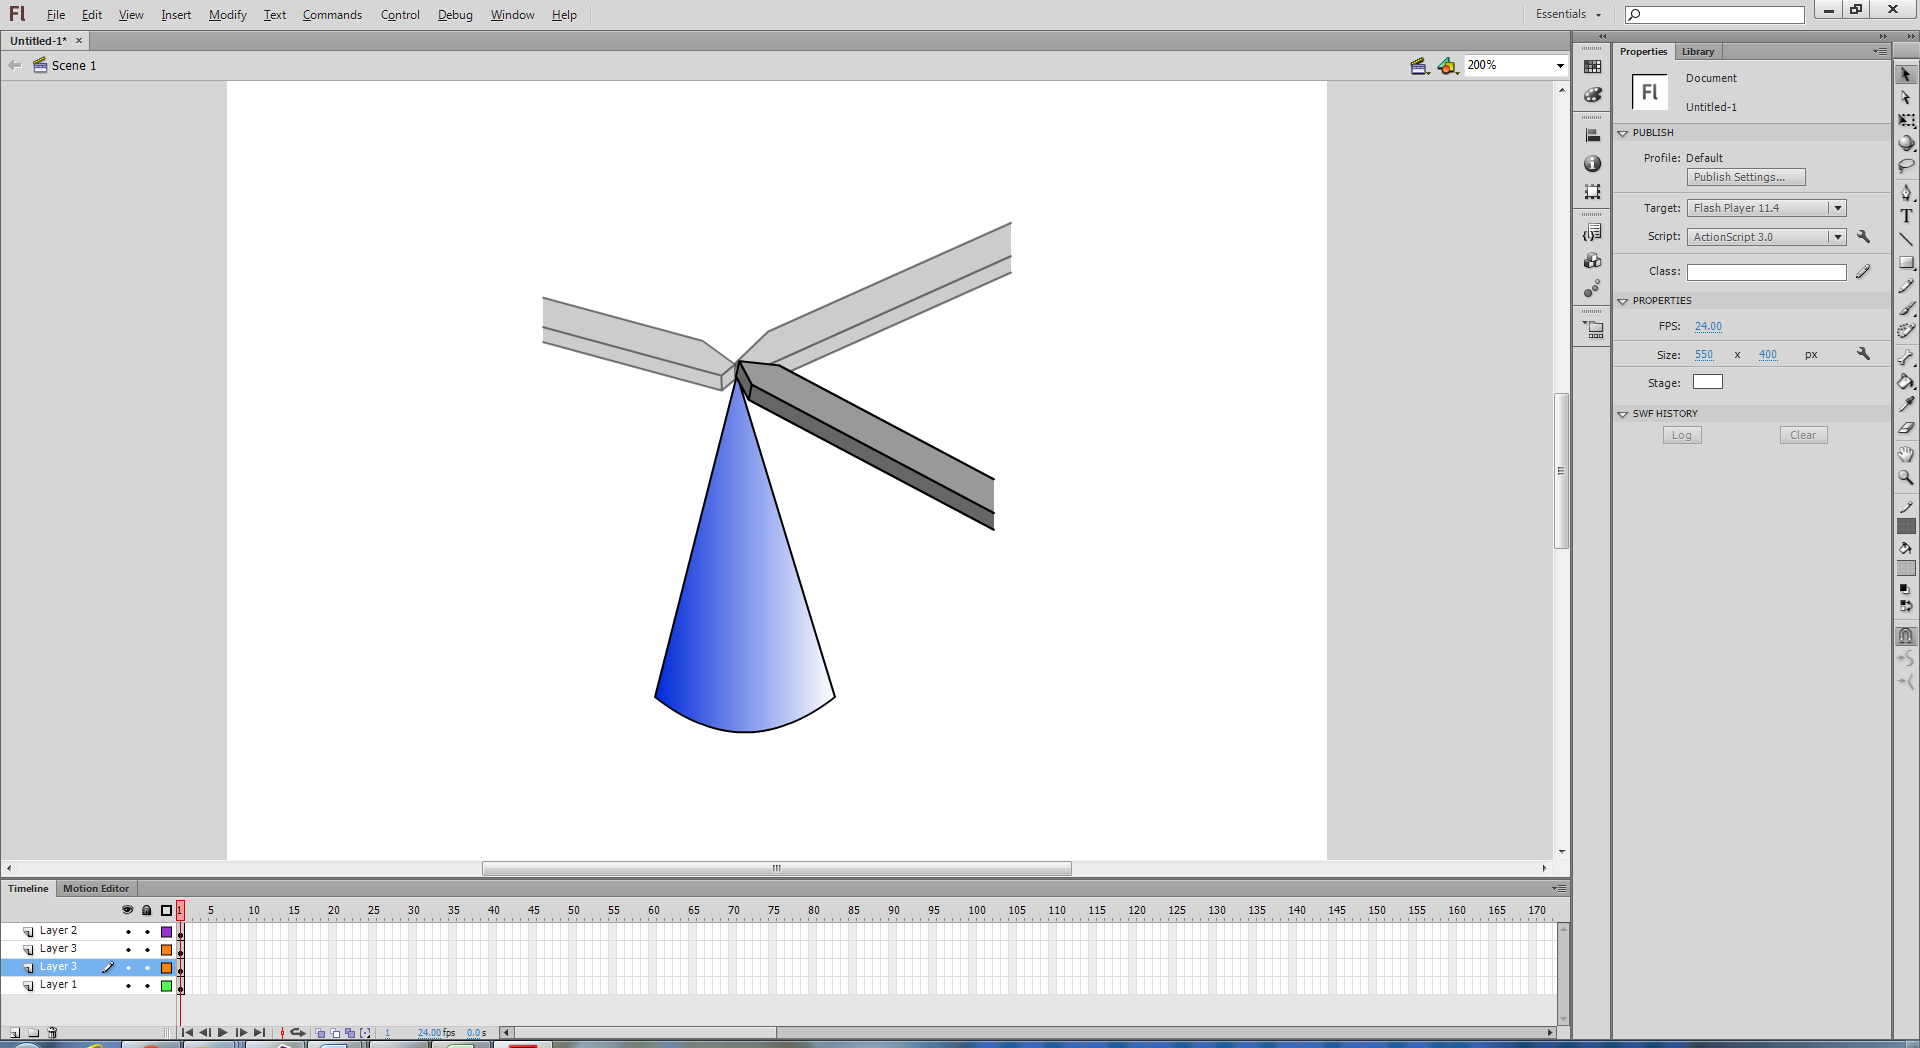 Fl File Edit View Insert Modify Text Commands Control Debug Window Help Essentials
Untitled-1*
Scene 1
200%
Properties Library
Fl
Document
Untitled-1
PUBLISH
Profile: Default
Publish Settings...
Target: Flash Player 11.4
Script: ActionScript 3.0
Class:
PROPERTIES
FPS: 24.00
Size: 550 x 400 px
Stage:
SWF HISTORY
Log Clear
T
Timeline Motion Editor
1 5 10 15 20 25 30 35 40 45 50 55 60 65 70 75 80 85 90 95 100 105 110 115 120 125 130 135 140 145 150 155 160 165 170
Layer 2
Layer 3
Layer 3
Layer 1
1 24.00 fps 0.0 s